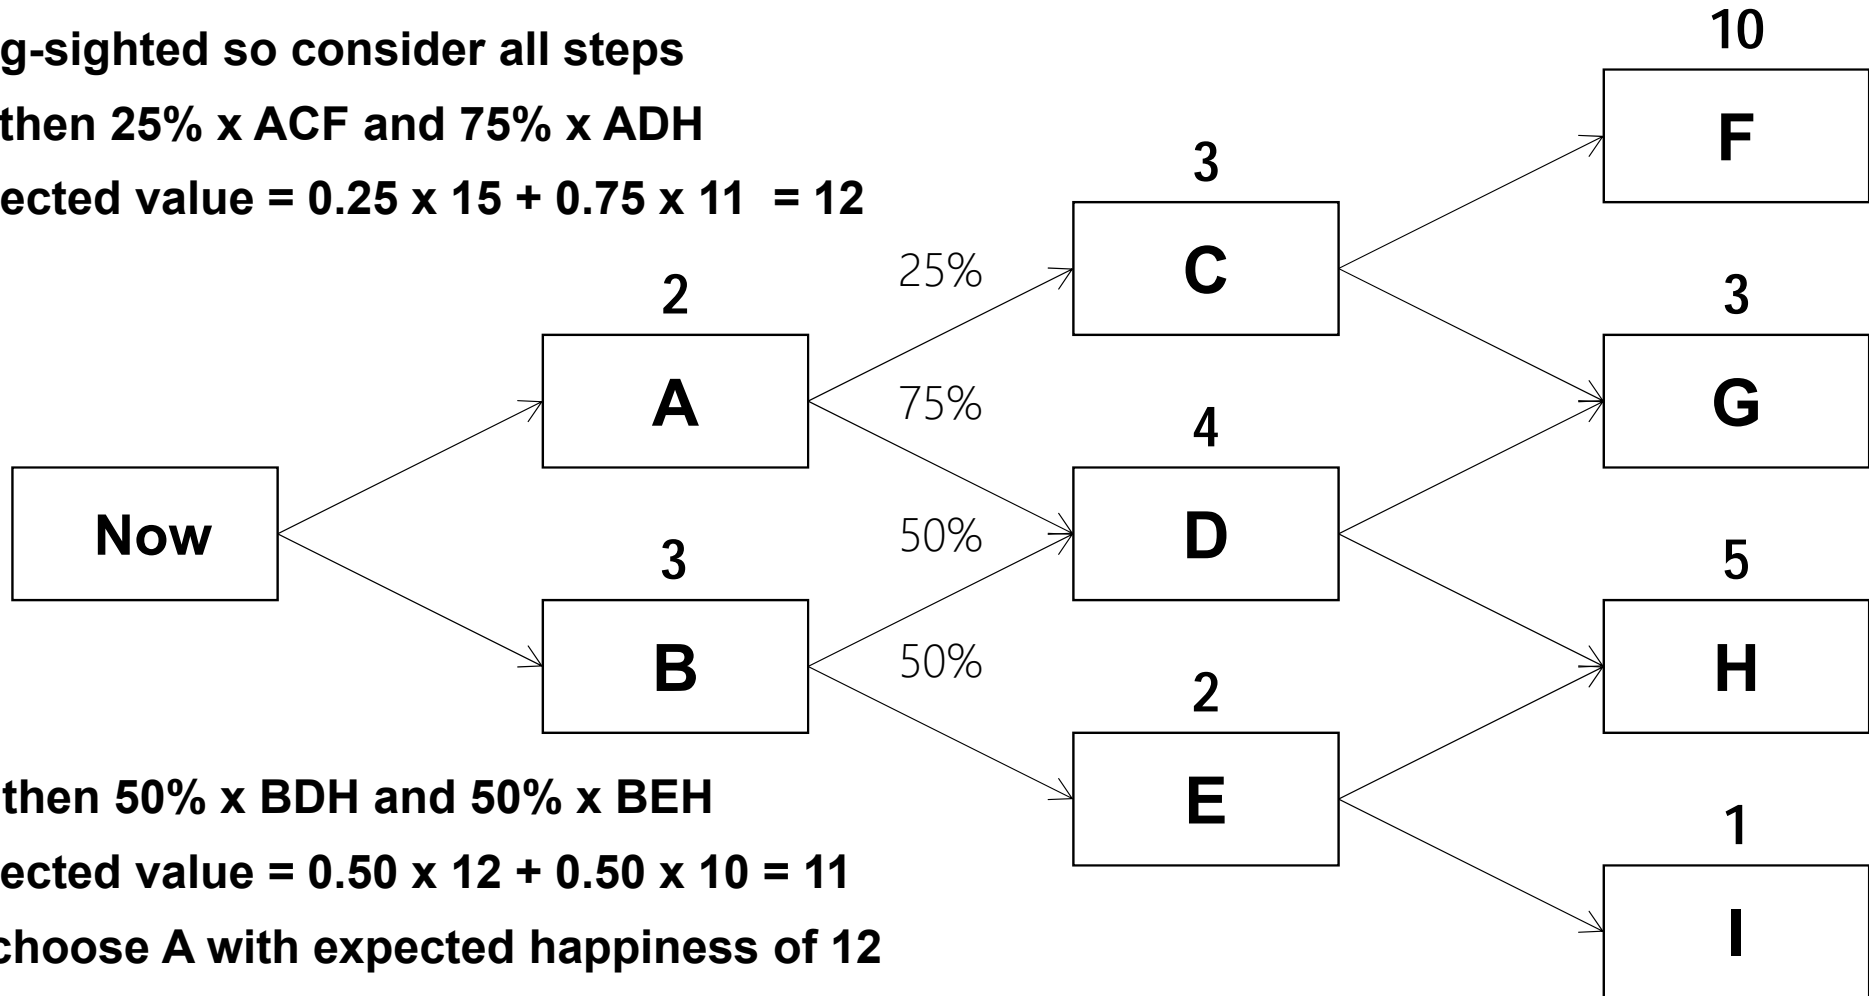 g-sighted so consider all steps
then 25% x ACF and 75% x ADH
ected value = 0.25 x 15 + 0.75 x 11 = 12
10
F
3
C
25%
2
A
3
G
75%
4
D
50%
Now
3
B
5
H
50%
2
E
then 50% x BDH and 50% x BEH
ected value = 0.50 x 12 + 0.50 x 10 = 11
choose A with expected happiness of 12
1
I